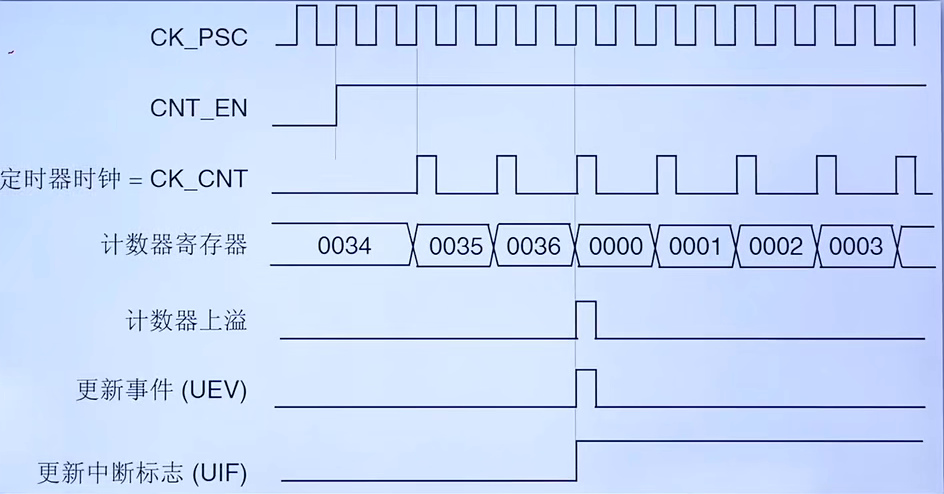 CK_PSC
CNT_EN
定时器时钟 = CK_CNT
计数器寄存器 0034 0035 0036 0000 0001 0002 0003
计数器上溢
更新事件 (UEV)
更新中断标志 (UIF)